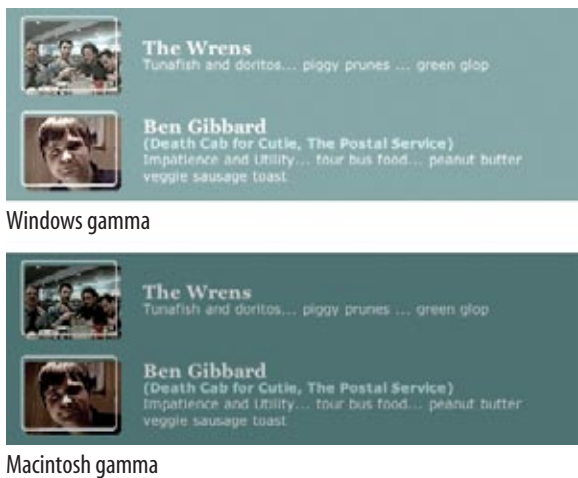 The Wrens
Tunafish and doritos... piggy prunes ... green glop
Ben Gibbard
(Death Cab for Cutie, The Postal Service)
Impatience and Utility... tour bus food... peanut butter
veggie sausage toast
Windows gamma
The Wrens
Tunafish and doritos... piggy prunes ... green glop
Ben Gibbard
(Death Cab for Cutie, The Postal Service)
Impatience and Utility... tour bus food... peanut butter
veggie sausage toast
Macintosh gamma